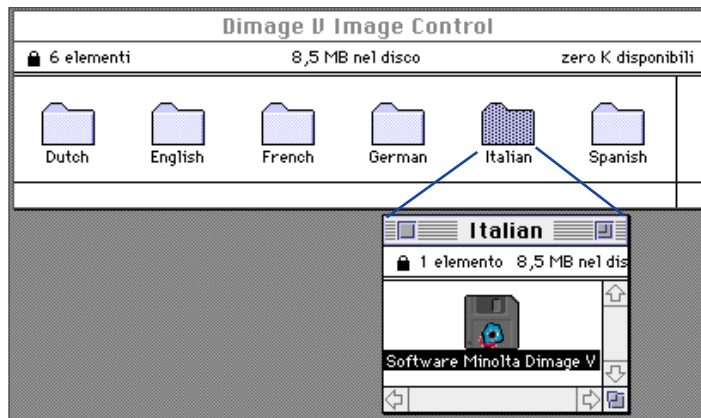 Dimage V Image Control
6 elementi 8,5 MB nel disco zero K disponibili
Dutch English French German Italian Spanish
Italian
1 elemento 8,5 MB nel dis
Software Minolta Dimage V